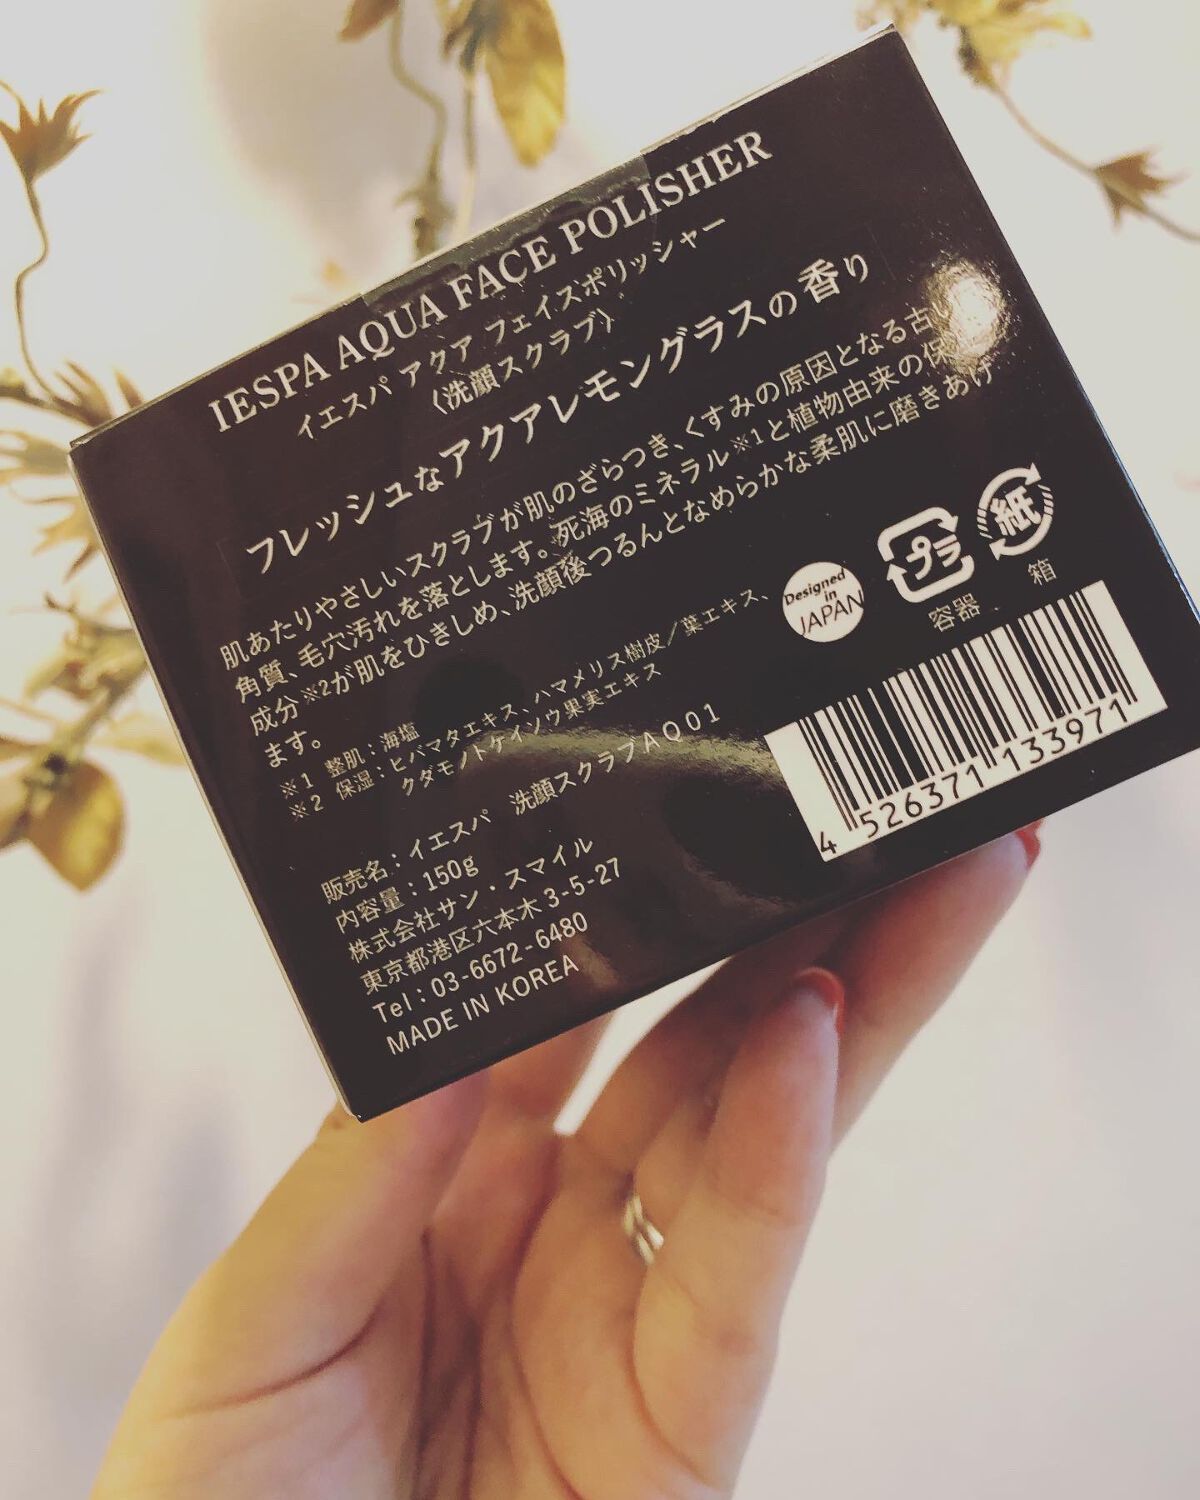 IESPA AQUA FACE POLISHER
イエスパ アクア フェイスポリッシャー
〈洗顔スクラブ〉
フレッシュなアクアレモングラスの香り
肌あたりやさしいスクラブが肌のざらつき、くすみの原因となる古い
角質、毛穴汚れを落とします。死海のミネラル※1と植物由来の保
成分※2が肌をひきしめ、洗顔後つるんとなめらかな柔肌に磨きあげ
ます。
※1 整肌：海塩
※2 保湿：ヒバマタエキス、ハマメリス樹皮／葉エキス、
クダモノトケイソウ果実エキス
Designed
in
JAPAN
プラ
容器
紙
箱
販売名：イエスパ 洗顔スクラブAQ01
内容量：150g
株式会社サン・スマイル
東京都港区六本木3-5-27
Tel：03-6672-6480
MADE IN KOREA
4 526371 133971